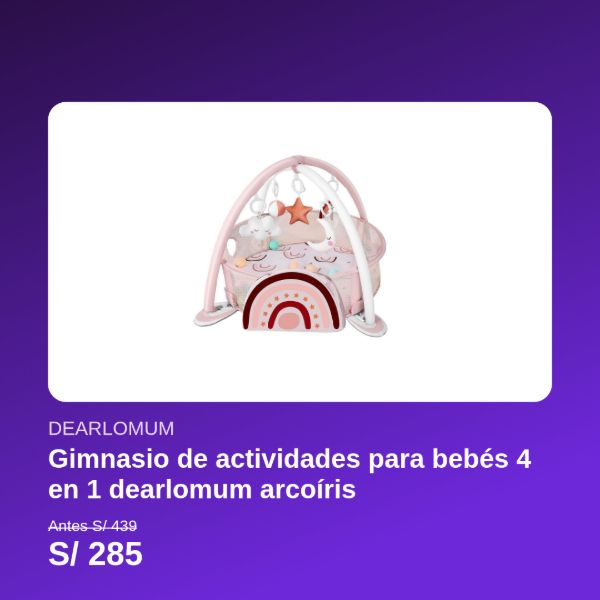 DEARLOMUM
Gimnasio de actividades para bebés 4
en 1 dearlomum arcoíris
Antes S/ 439
S/ 285